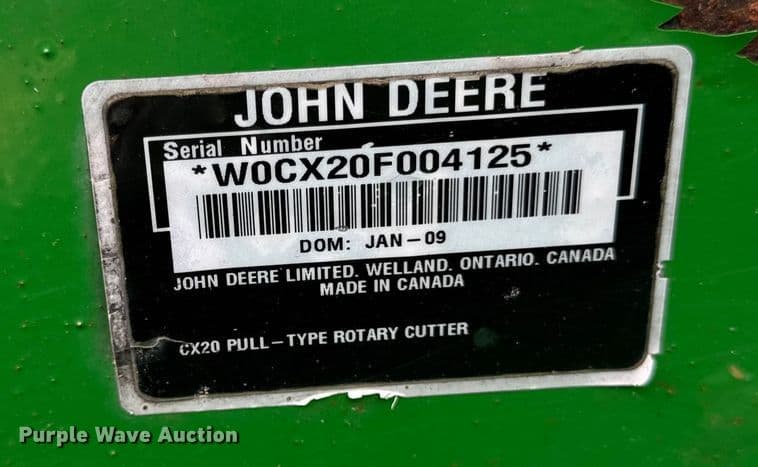 JOHN DEERE
Serial Number
*W0CX20F004125*
DOM: JAN-09
JOHN DEERE LIMITED. WELLAND. ONTARIO. CANADA
MADE IN CANADA
CX20 PULL-TYPE ROTARY CUTTER
Purple Wave Auction